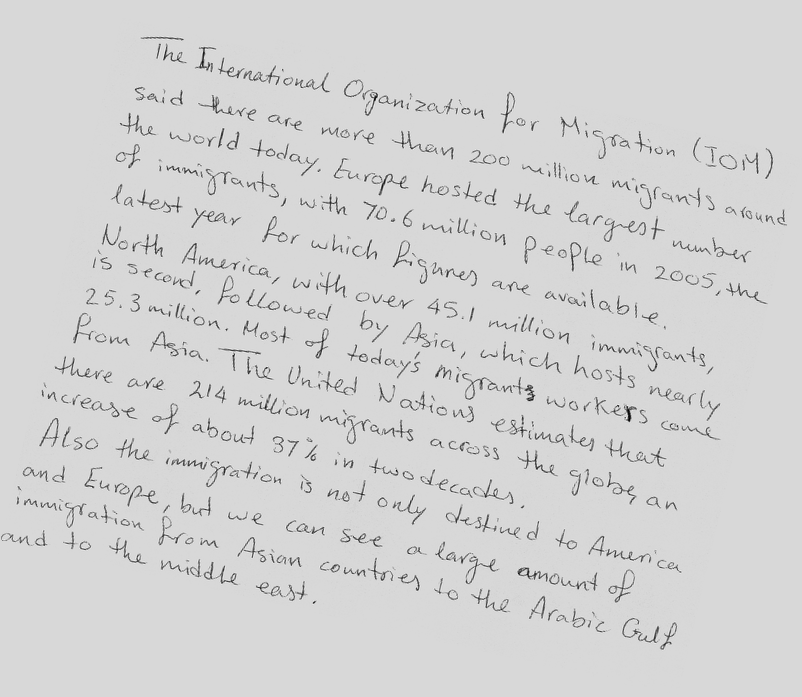 The International Organization for Migration (IOM)
said there are more than 200 million migrants around
the world today. Europe hosted the largest number
of immigrants, with 70.6 million people in 2005, the
latest year for which figures are available.
North America, with over 45.1 million immigrants,
is second, followed by Asia, which hosts nearly
25.3 million. Most of today's migrants workers come
from Asia. The United Nations estimates that
there are 214 million migrants across the globe, an
increase of about 37% in two decades.
Also the immigration is not only destined to America
and Europe, but we can see a large amount of
immigration from Asian countries to the Arabic Gulf
and to the middle east.